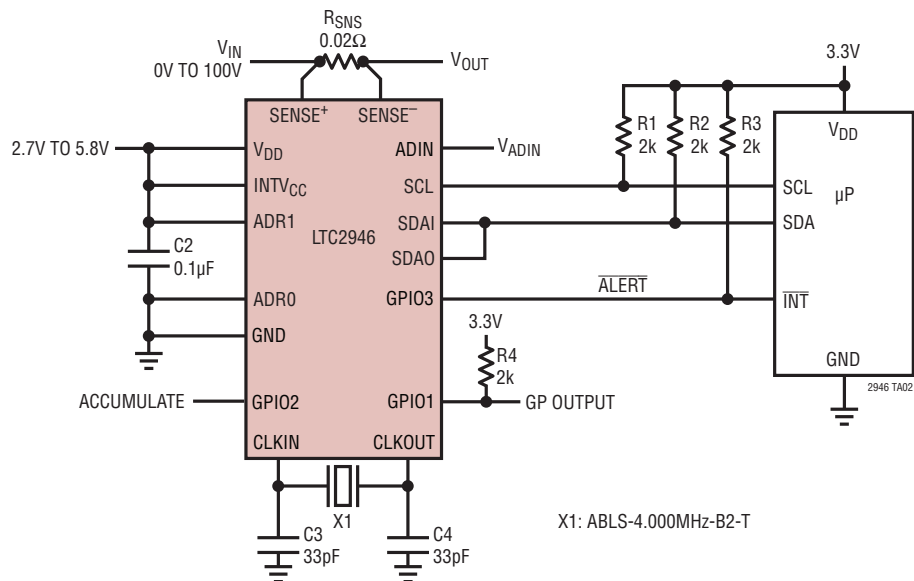 RSNS
0.02Ω
VIN
0V TO 100V
VOUT
3.3V
SENSE+
SENSE–
R1
2k
R2
2k
R3
2k
VDD
2.7V TO 5.8V
VDD
ADIN
VADIN
INTVCC
SCL
SCL
µP
ADR1
LTC2946
SDAI
SDA
C2
0.1µF
SDAO
ADR0
GPIO3
ALERT
INT
GND
3.3V
R4
2k
GND
2946 TA02
ACCUMULATE
GPIO2
GPIO1
GP OUTPUT
CLKIN
CLKOUT
X1
X1: ABLS-4.000MHz-B2-T
C3
33pF
C4
33pF